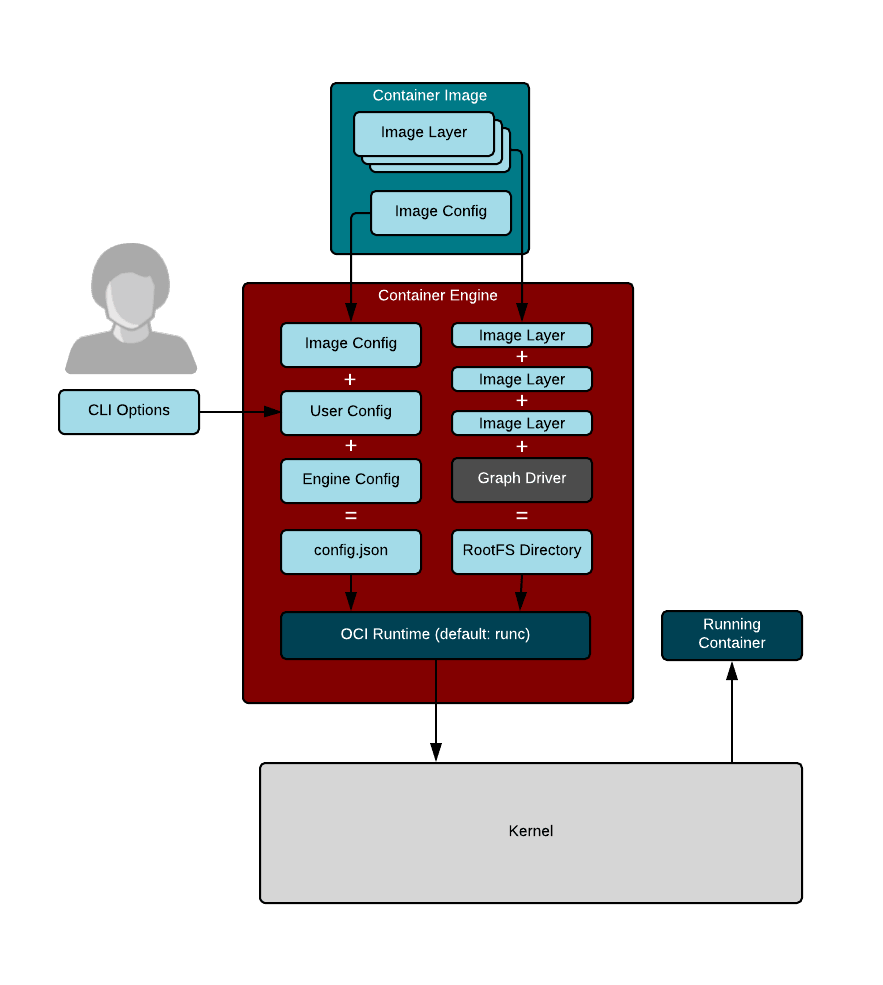 Container Image
Image Layer
Image Config
Container Engine
Image Config
+
User Config
+
Engine Config
=
config.json
Image Layer
+
Image Layer
+
Image Layer
+
Graph Driver
=
RootFS Directory
CLI Options
OCI Runtime (default: runc)
Running
Container
Kernel